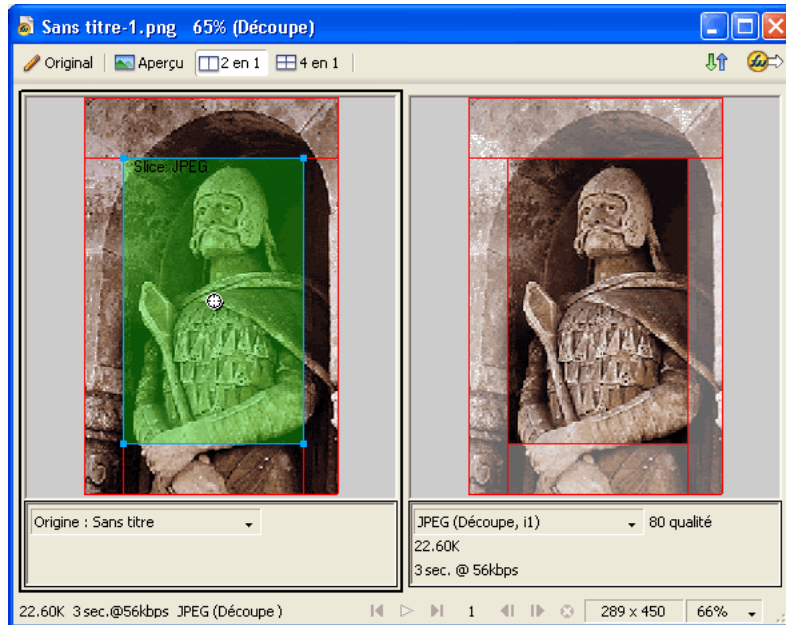 Sans titre-1.png 65% (Découpe)
Original Aperçu 2 en 1 4 en 1
Slice: JPEG
Origine : Sans titre
JPEG (Découpe, i1) 80 qualité
22.60K
3 sec. @ 56kbps
22.60K 3 sec.@56kbps JPEG (Découpe ) 1 289 x 450 66%